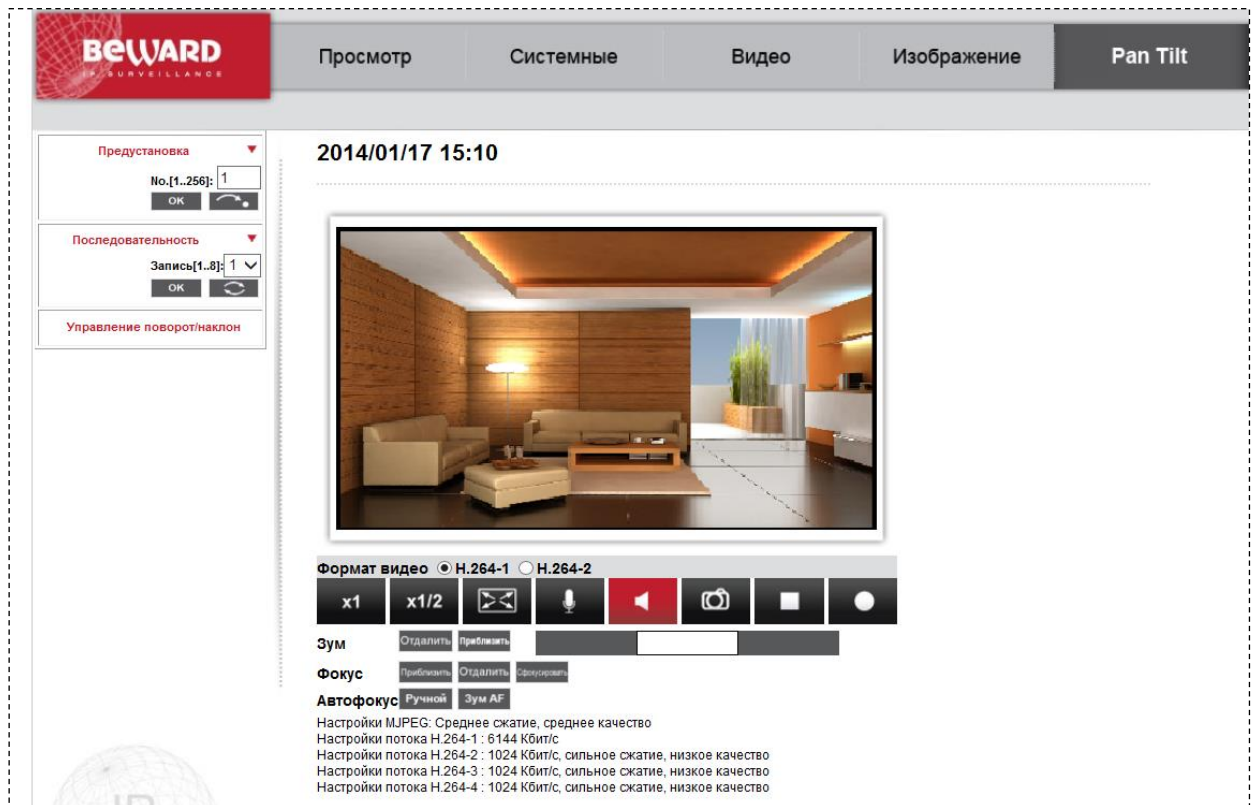 BEWARD
IP SURVEILLANCE
Просмотр Системные Видео Изображение Pan Tilt
Предустановка
No.[1..256]: 1
ОК
Последовательность
Запись[1..8]: 1
ОК
Управление поворот/наклон
2014/01/17 15:10
Формат видео H.264-1 H.264-2
x1 x1/2
Зум Отдалить Приблизить
Фокус Приблизить Отдалить Сфокусировать
Автофокус Ручной Зум AF
Настройки MJPEG: Среднее сжатие, среднее качество
Настройки потока H.264-1 : 6144 Кбит/с
Настройки потока H.264-2 : 1024 Кбит/с, сильное сжатие, низкое качество
Настройки потока H.264-3 : 1024 Кбит/с, сильное сжатие, низкое качество
Настройки потока H.264-4 : 1024 Кбит/с, сильное сжатие, низкое качество